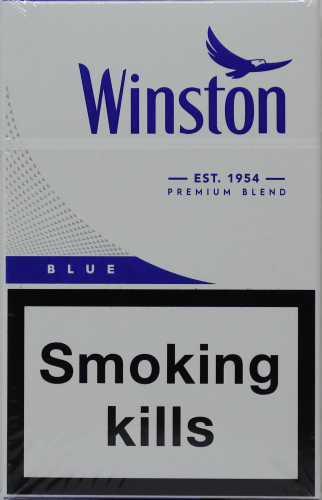 Winston
EST. 1954
PREMIUM BLEND
BLUE
Smoking
kills